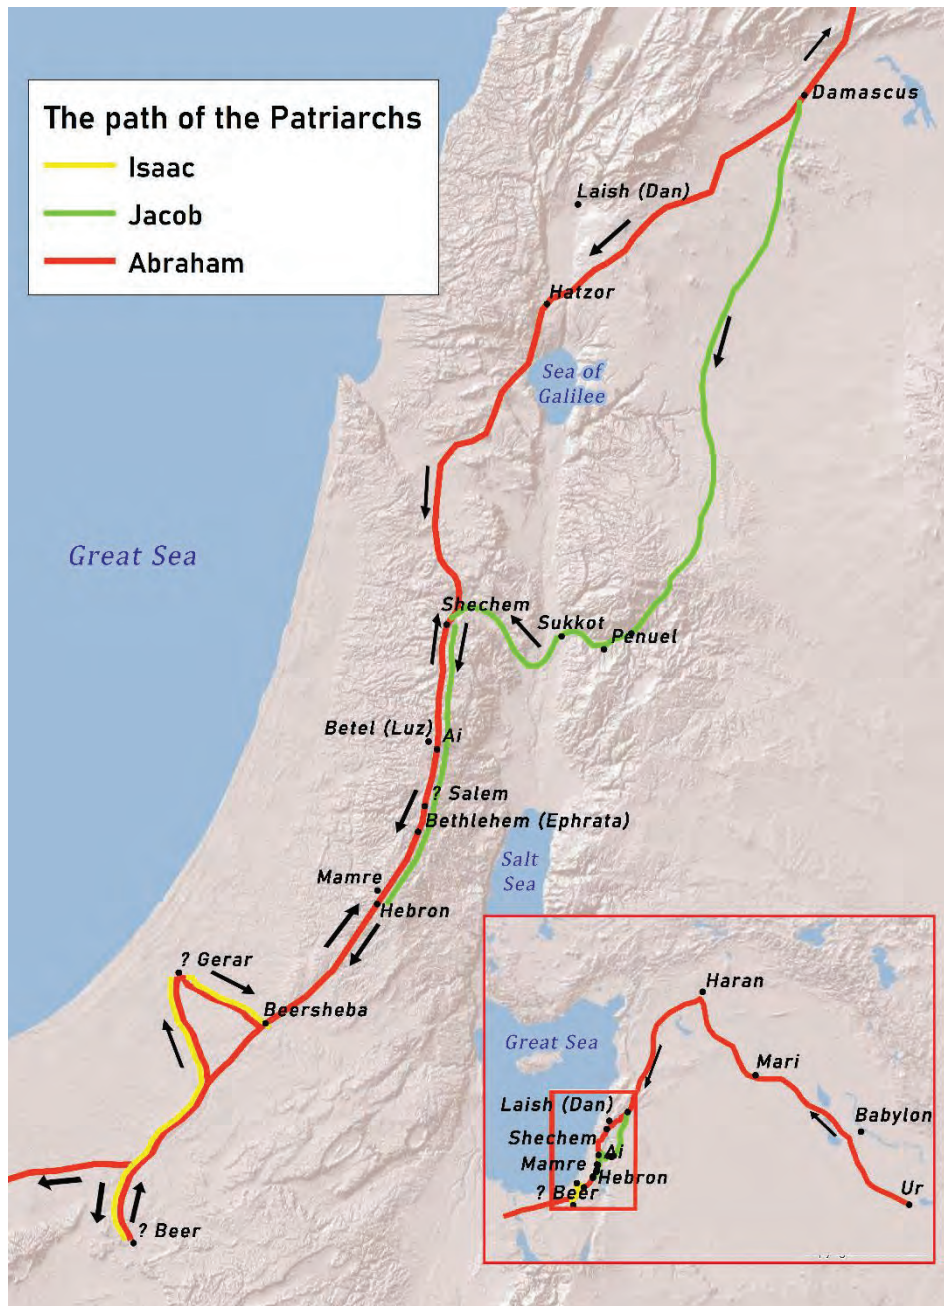 The path of the Patriarchs
Isaac
Jacob
Abraham
Damascus
Laish (Dan)
Hatzor
Sea of
Galilee
Great Sea
Shechem
Sukkot
Penuel
Betel (Luz)
Ai
? Salem
Bethlehem (Ephrata)
Salt
Sea
Mamre
Hebron
? Gerar
Beersheba
? Beer
Haran
Great Sea
Mari
Laish (Dan)
Babylon
Shechem
Ai
Mamre
Hebron
? Beer
Ur